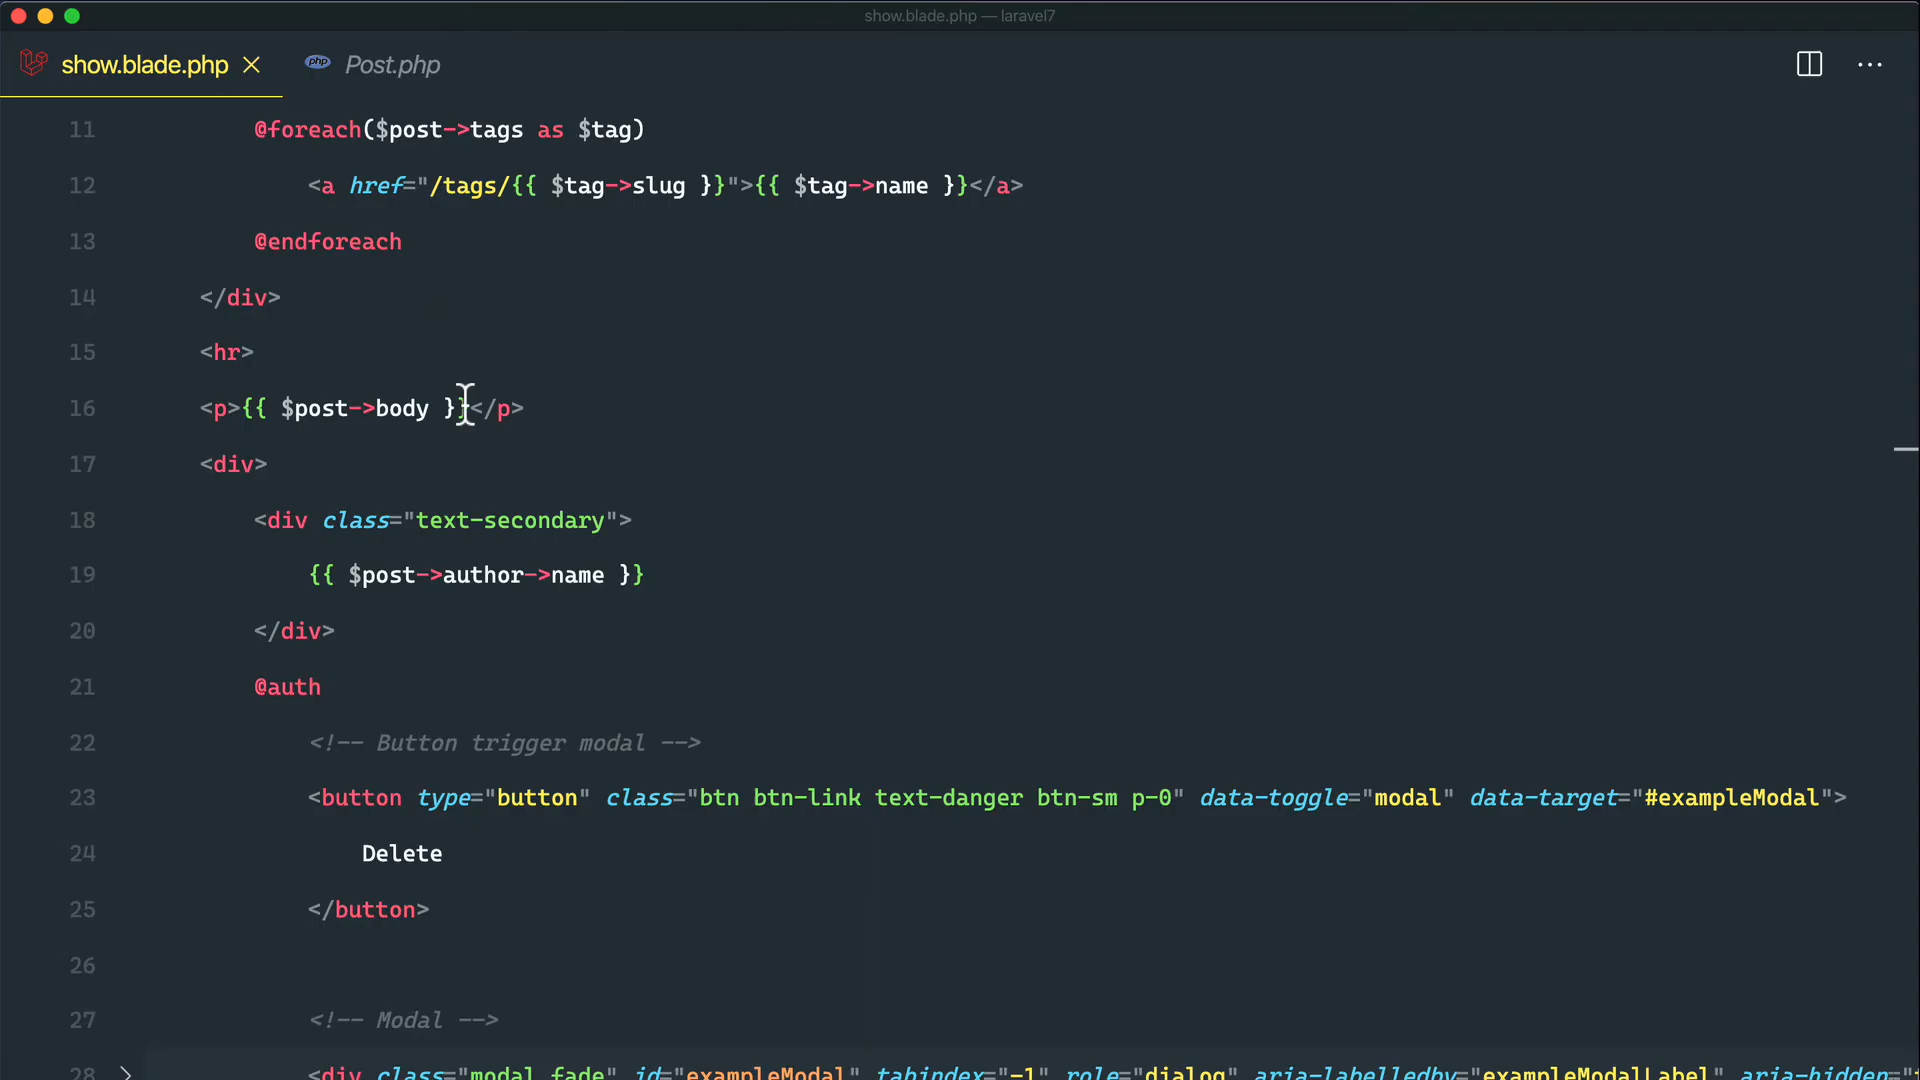 show.blade.php — laravel7
show.blade.php
php Post.php
11 @foreach($post->tags as $tag)
12 <a href="/tags/{{ $tag->slug }}">{{ $tag->name }}</a>
13 @endforeach
14 </div>
15 <hr>
16 <p>{{ $post->body }}</p>
17 <div>
18 <div class="text-secondary">
19 {{ $post->author->name }}
20 </div>
21 @auth
22 <!-- Button trigger modal -->
23 <button type="button" class="btn btn-link text-danger btn-sm p-0" data-toggle="modal" data-target="#exampleModal">
24 Delete
25 </button>
26
27 <!-- Modal -->
28 <div class="modal fade" id="exampleModal" tabindex="-1" role="dialog" aria-labelledby="exampleModalLabel" aria-hidden="